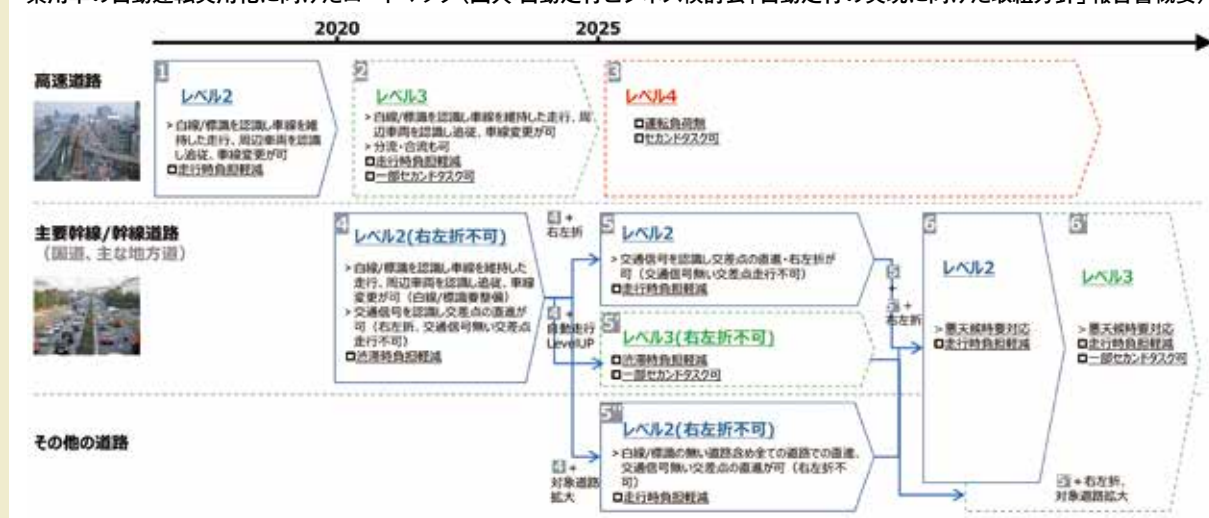 2020
2025
高速道路
1
レベル2
> 白線/標識を認識し車線を維
持した走行、周辺車両を認識
し追従、車線変更が可
走行時負担軽減
2
レベル3
> 白線/標識を認識し車線を維持した走行、周
辺車両を認識し追従、車線変更が可
> 分流・合流も可
走行時負担軽減
一部セカンドタスク可
3
レベル4
運転負荷無
セカンドタスク可
主要幹線/幹線道路
(国道、主な地方道)
4
レベル2(右左折不可)
> 白線/標識を認識し車線を維持した
走行、周辺車両を認識し追従、車線
変更が可(白線/標識要整備)
> 交通信号を認識し交差点の直進が
可(右左折、交通信号無い交差点
走行不可)
渋滞時負担軽減
4 +
右左折
4 +
自動走行
LevelUP
5
レベル2
> 交通信号を認識し交差点の直進・右左折が
可(交通信号無い交差点走行不可)
走行時負担軽減
5'
レベル3(右左折不可)
渋滞時負担軽減
一部セカンドタスク可
5
+
5' +
右左折
6
レベル2
> 悪天候時要対応
走行時負担軽減
6'
レベル3
> 悪天候時要対応
走行時負担軽減
一部セカンドタスク可
その他の道路
4 +
対象道路
拡大
5''
レベル2(右左折不可)
> 白線/標識の無い道路含め全ての道路での直進、
交通信号無い交差点の直進が可(右左折不
可)
走行時負担軽減
5' + 右左折、
対象道路拡大